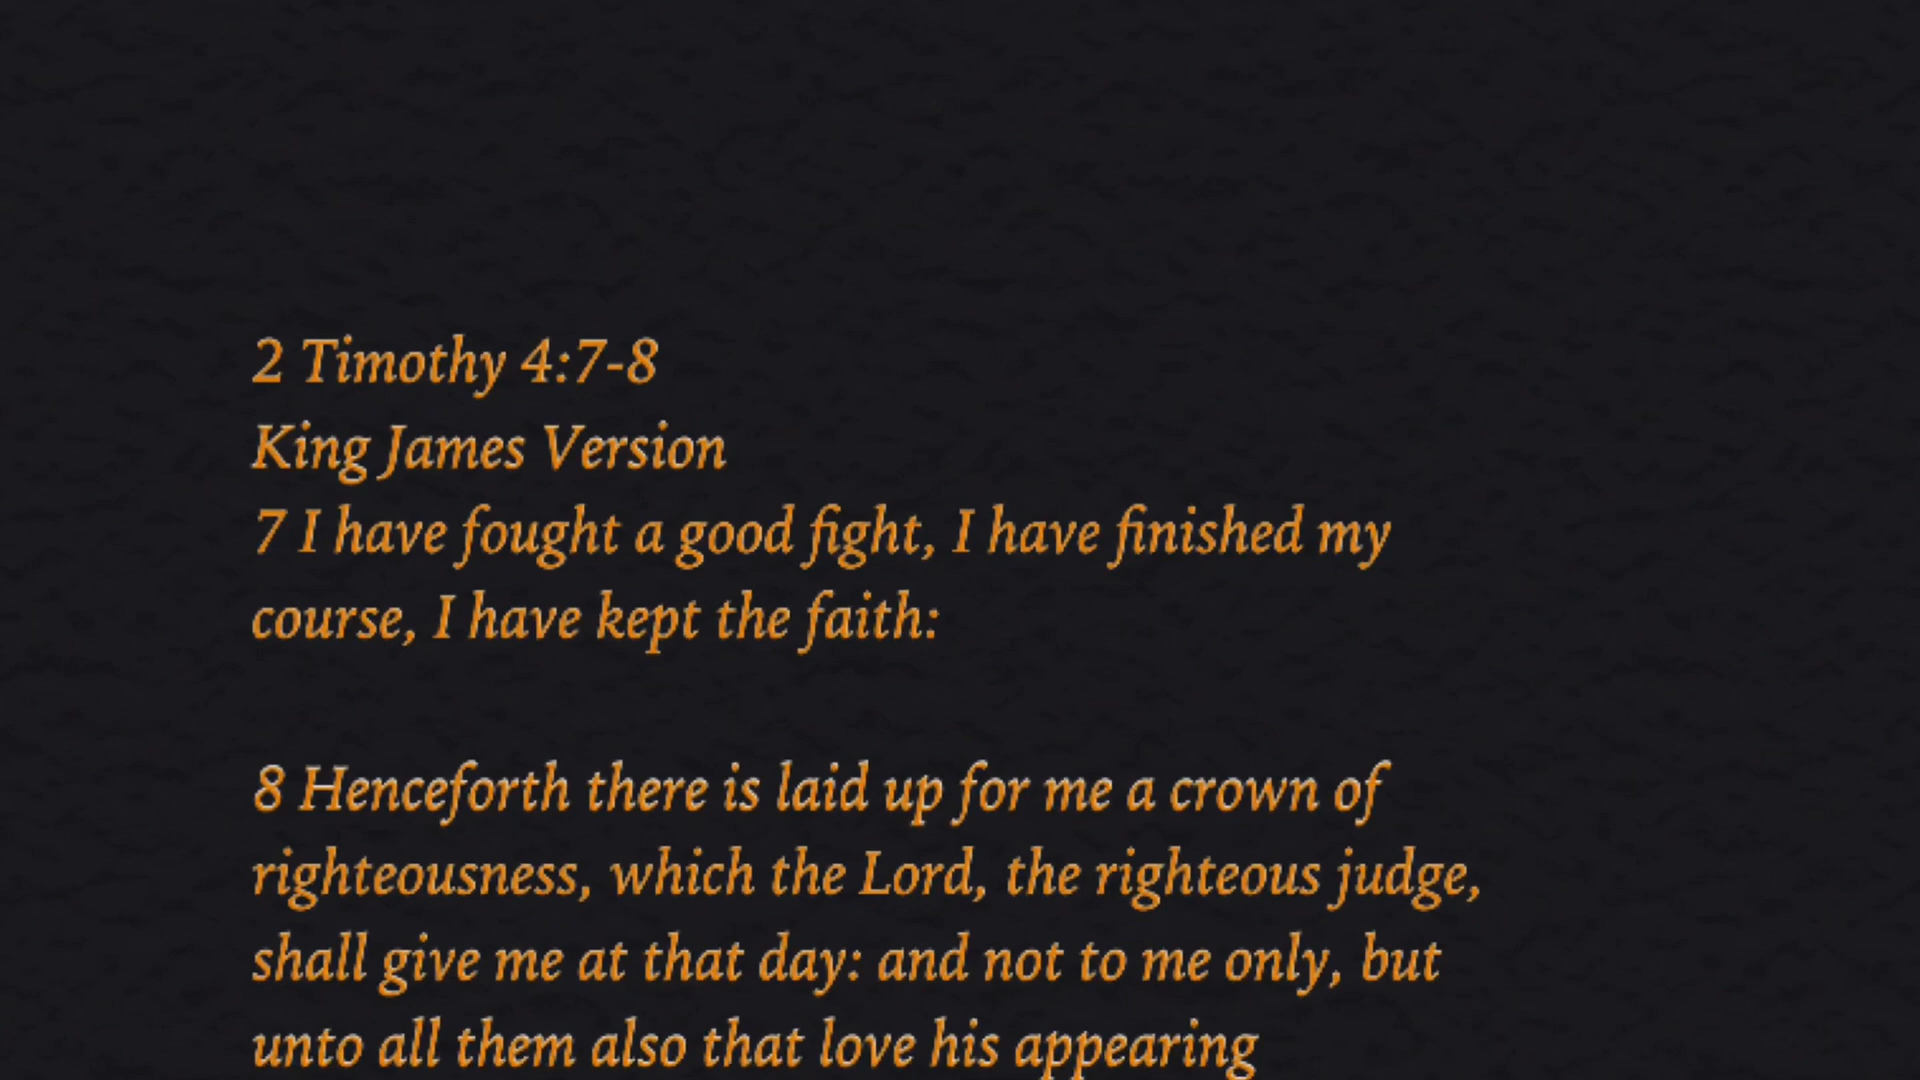 2 Timothy 4:7-8
King James Version
7 I have fought a good fight, I have finished my
course, I have kept the faith:
8 Henceforth there is laid up for me a crown of
righteousness, which the Lord, the righteous judge,
shall give me at that day: and not to me only, but
unto all them also that love his appearing